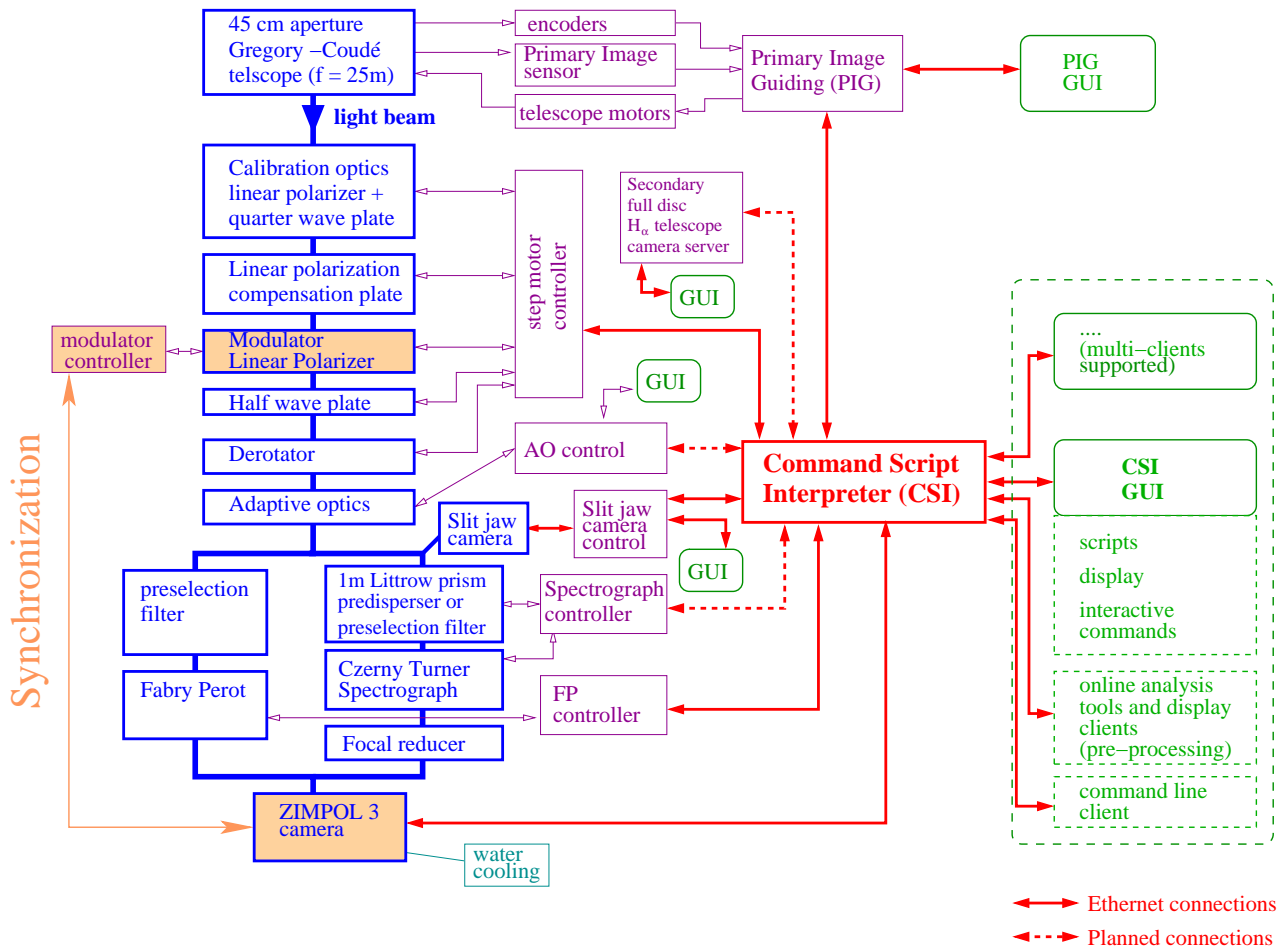 45 cm aperture
Gregory −Coudé
telscope (f = 25m)
encoders
Primary Image
sensor
telescope motors
Primary Image
Guiding (PIG)
PIG
GUI
light beam
Calibration optics
linear polarizer +
quarter wave plate
Linear polarization
compensation plate
modulator
controller
Modulator
Linear Polarizer
Half wave plate
Derotator
Adaptive optics
step motor
controller
Secondary
full disc
Hα telescope
camera server
GUI
GUI
AO control
Slit jaw
camera
Slit jaw
camera
control
GUI
Command Script
Interpreter (CSI)
....
(multi−clients
supported)
CSI
GUI
scripts
display
interactive
commands
online analysis
tools and display
clients
(pre−processing)
command line
client
Synchronization
preselection
filter
Fabry Perot
1m Littrow prism
predisperser or
preselection filter
Czerny Turner
Spectrograph
Focal reducer
Spectrograph
controller
FP
controller
ZIMPOL 3
camera
water
cooling
Ethernet connections
Planned connections